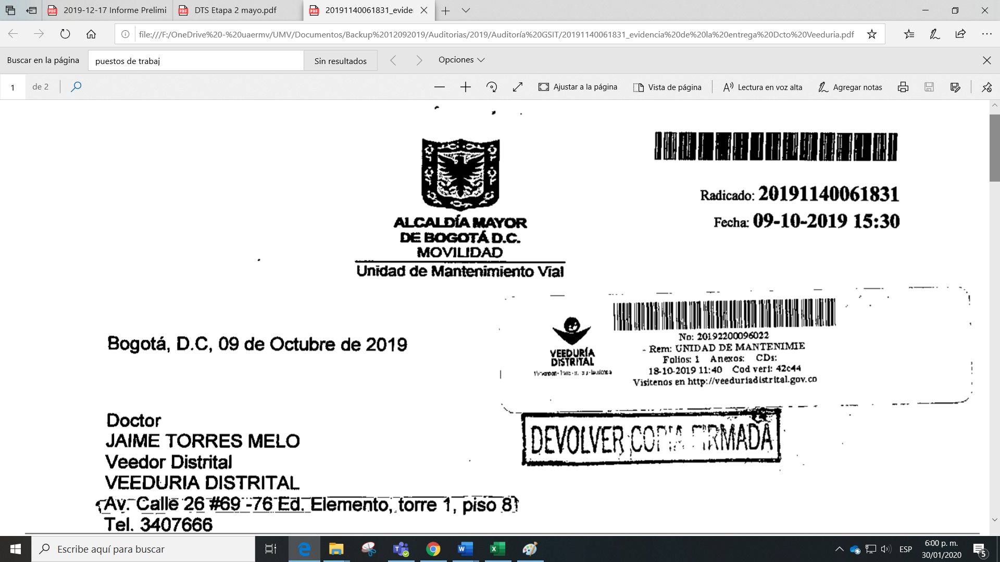 2019-12-17 Informe Prelimi
DTS Etapa 2 mayo.pdf
20191140061831_evide
file:///F:/OneDrive%20-%20uaermv/UMV/Documentos/Backup%2012092019/Auditorias/2019/Auditoría%20GSIT/20191140061831_evidencia%20de%20la%20entrega%20Dcto%20Veeduria.pdf
Buscar en la página
puestos de trabaj
Sin resultados
Opciones
1 de 2
Ajustar a la página
Vista de página
Lectura en voz alta
Agregar notas
ALCALDÍA MAYOR
DE BOGOTÁ D.C.
MOVILIDAD
Unidad de Mantenimiento Vial
Radicado: 20191140061831
Fecha: 09-10-2019 15:30
VEEDURÍA
DISTRITAL
No: 20192200096022
- Rem: UNIDAD DE MANTENIMIE
Folios: 1 Anexos: CDs:
18-10-2019 11:40 Cod veri: 42c44
Visitenos en http://veeduriadistrital.gov.co
Bogotá, D.C, 09 de Octubre de 2019
DEVOLVER COPIA FIRMADA
Doctor
JAIME TORRES MELO
Veedor Distrital
VEEDURIA DISTRITAL
Av. Calle 26 #69 -76 Ed. Elemento, torre 1, piso 8
Tel. 3407666
Escribe aquí para buscar
ESP
6:00 p. m.
30/01/2020
5